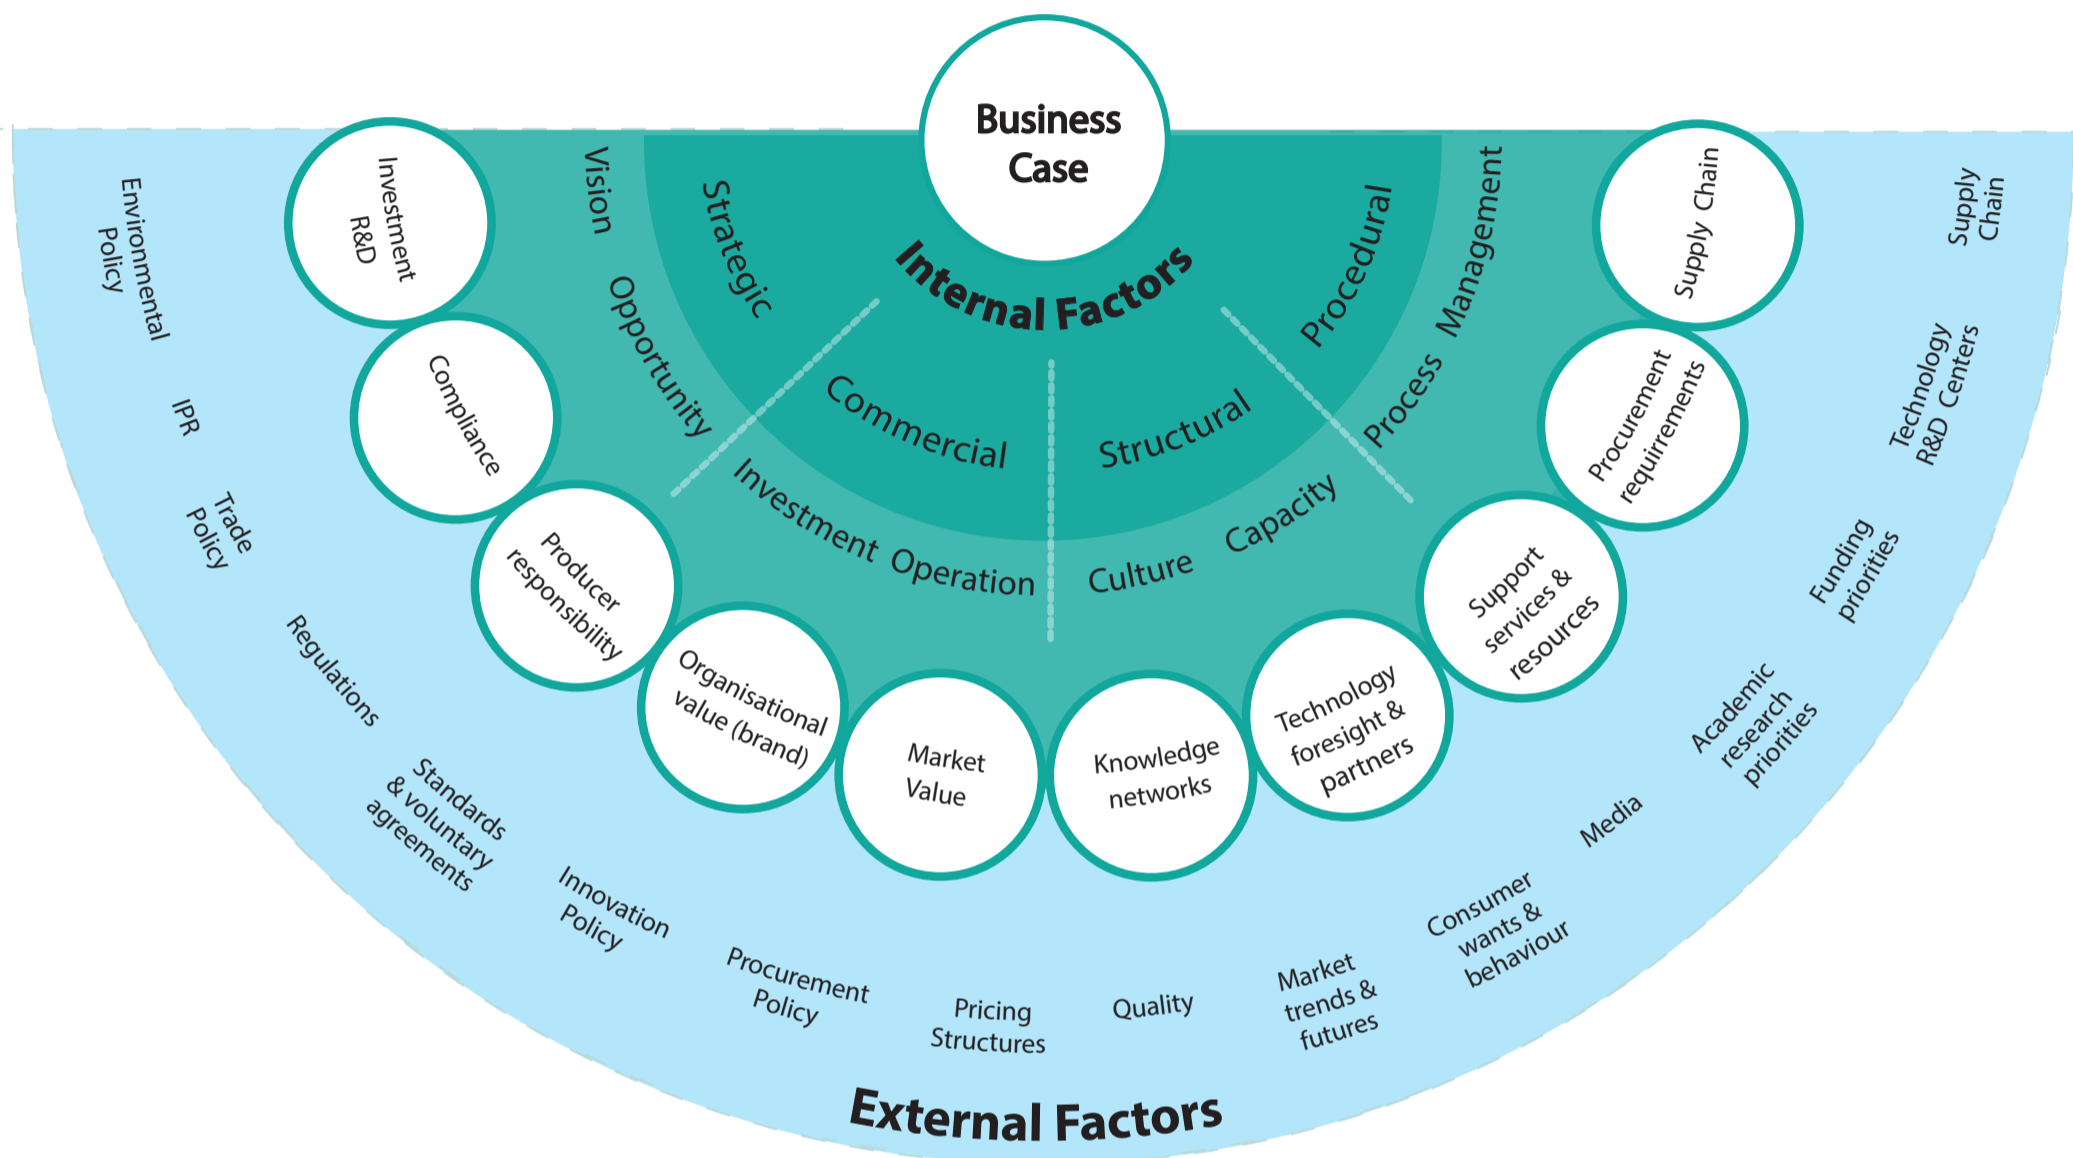 Business
Case
Internal Factors
Strategic
Commercial
Structural
Procedural
Vision
Opportunity
Investment
Operation
Culture
Capacity
Process
Management
Investment
R&D
Compliance
Producer
responsibility
Organisational
value (brand)
Market
Value
Knowledge
networks
Technology
foresight &
partners
Support
services &
resources
Procurement
requirrements
Supply Chain
Environmental
Policy
IPR
Trade
Policy
Regulations
Standards
& voluntary
agreements
Innovation
Policy
Procurement
Policy
Pricing
Structures
Quality
Market
trends &
futures
Consumer
wants &
behaviour
Media
Academic
research
priorities
Funding
priorities
Technology
R&D Centers
Supply
Chain
External Factors